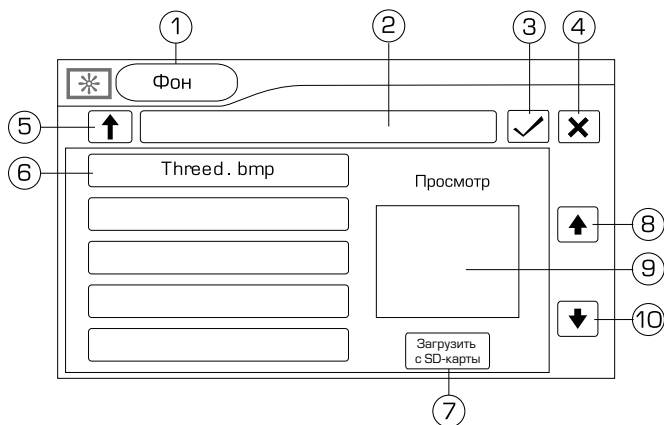 1
2
3
4
Фон
5
6
Threed. bmp
Просмотр
8
9
10
Загрузить
с SD-карты
7